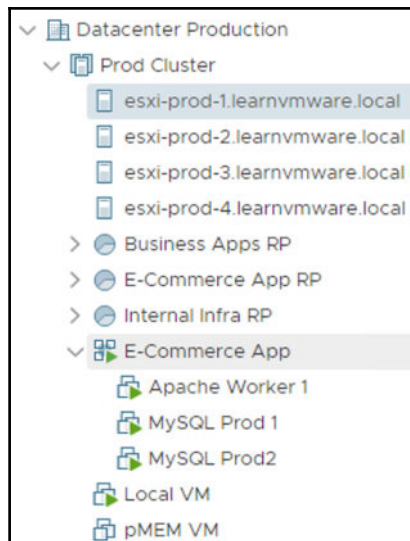 Datacenter Production
Prod Cluster
esxi-prod-1.learnvmware.local
esxi-prod-2.learnvmware.local
esxi-prod-3.learnvmware.local
esxi-prod-4.learnvmware.local
Business Apps RP
E-Commerce App RP
Internal Infra RP
E-Commerce App
Apache Worker 1
MySQL Prod 1
MySQL Prod2
Local VM
pMEM VM